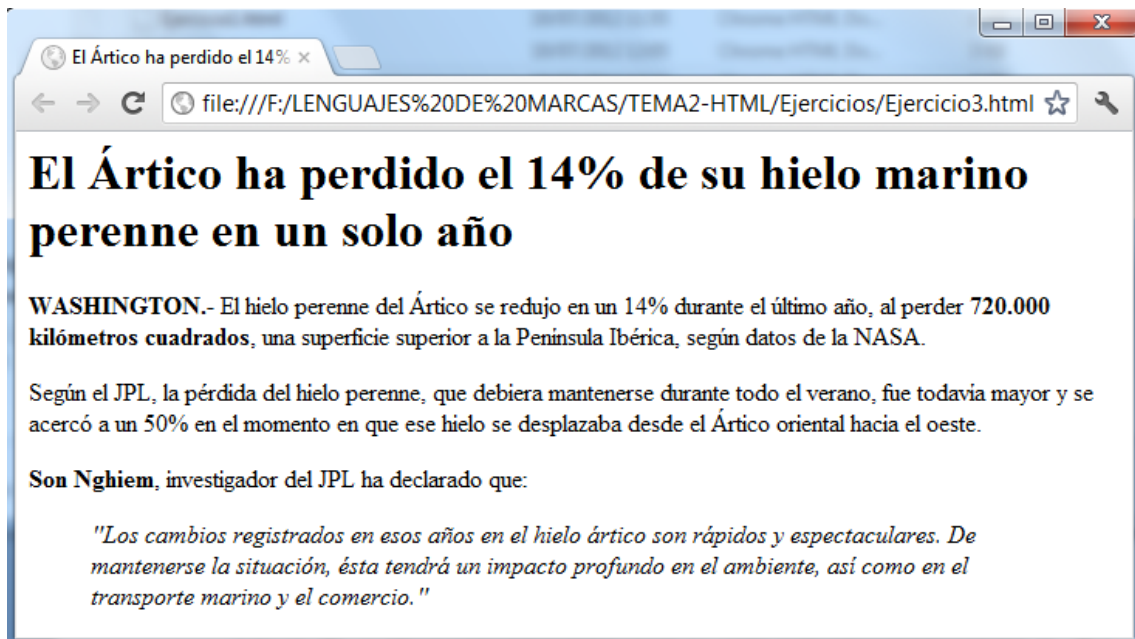 El Ártico ha perdido el 14%
file:///F:/LENGUAJES%20DE%20MARCAS/TEMA2-HTML/Ejercicios/Ejercicio3.html
El Ártico ha perdido el 14% de su hielo marino
perenne en un solo año
WASHINGTON.- El hielo perenne del Ártico se redujo en un 14% durante el último año, al perder 720.000
kilómetros cuadrados, una superficie superior a la Península Ibérica, según datos de la NASA.
Según el JPL, la pérdida del hielo perenne, que debiera mantenerse durante todo el verano, fue todavía mayor y se
acercó a un 50% en el momento en que ese hielo se desplazaba desde el Ártico oriental hacia el oeste.
Son Nghiem, investigador del JPL ha declarado que:
"Los cambios registrados en esos años en el hielo ártico son rápidos y espectaculares. De
mantenerse la situación, ésta tendrá un impacto profundo en el ambiente, así como en el
transporte marino y el comercio."